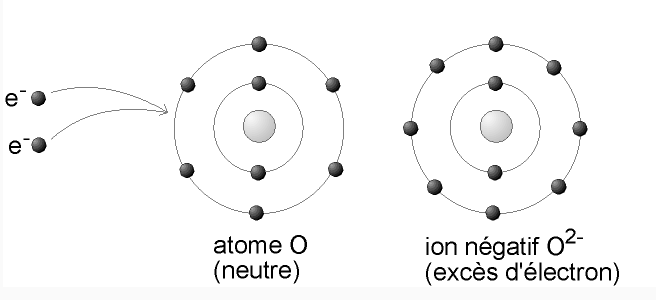 e⁻
e⁻
atome O
(neutre)
ion négatif O²⁻
(excès d'électron)